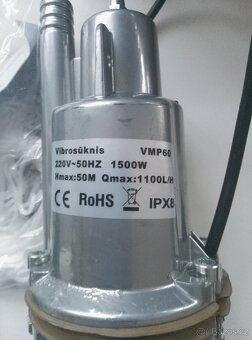 Vibrosūknis VMP60
220V~50HZ 1500W
Hmax:50M Qmax:1100L/H
CE RoHS IPX8